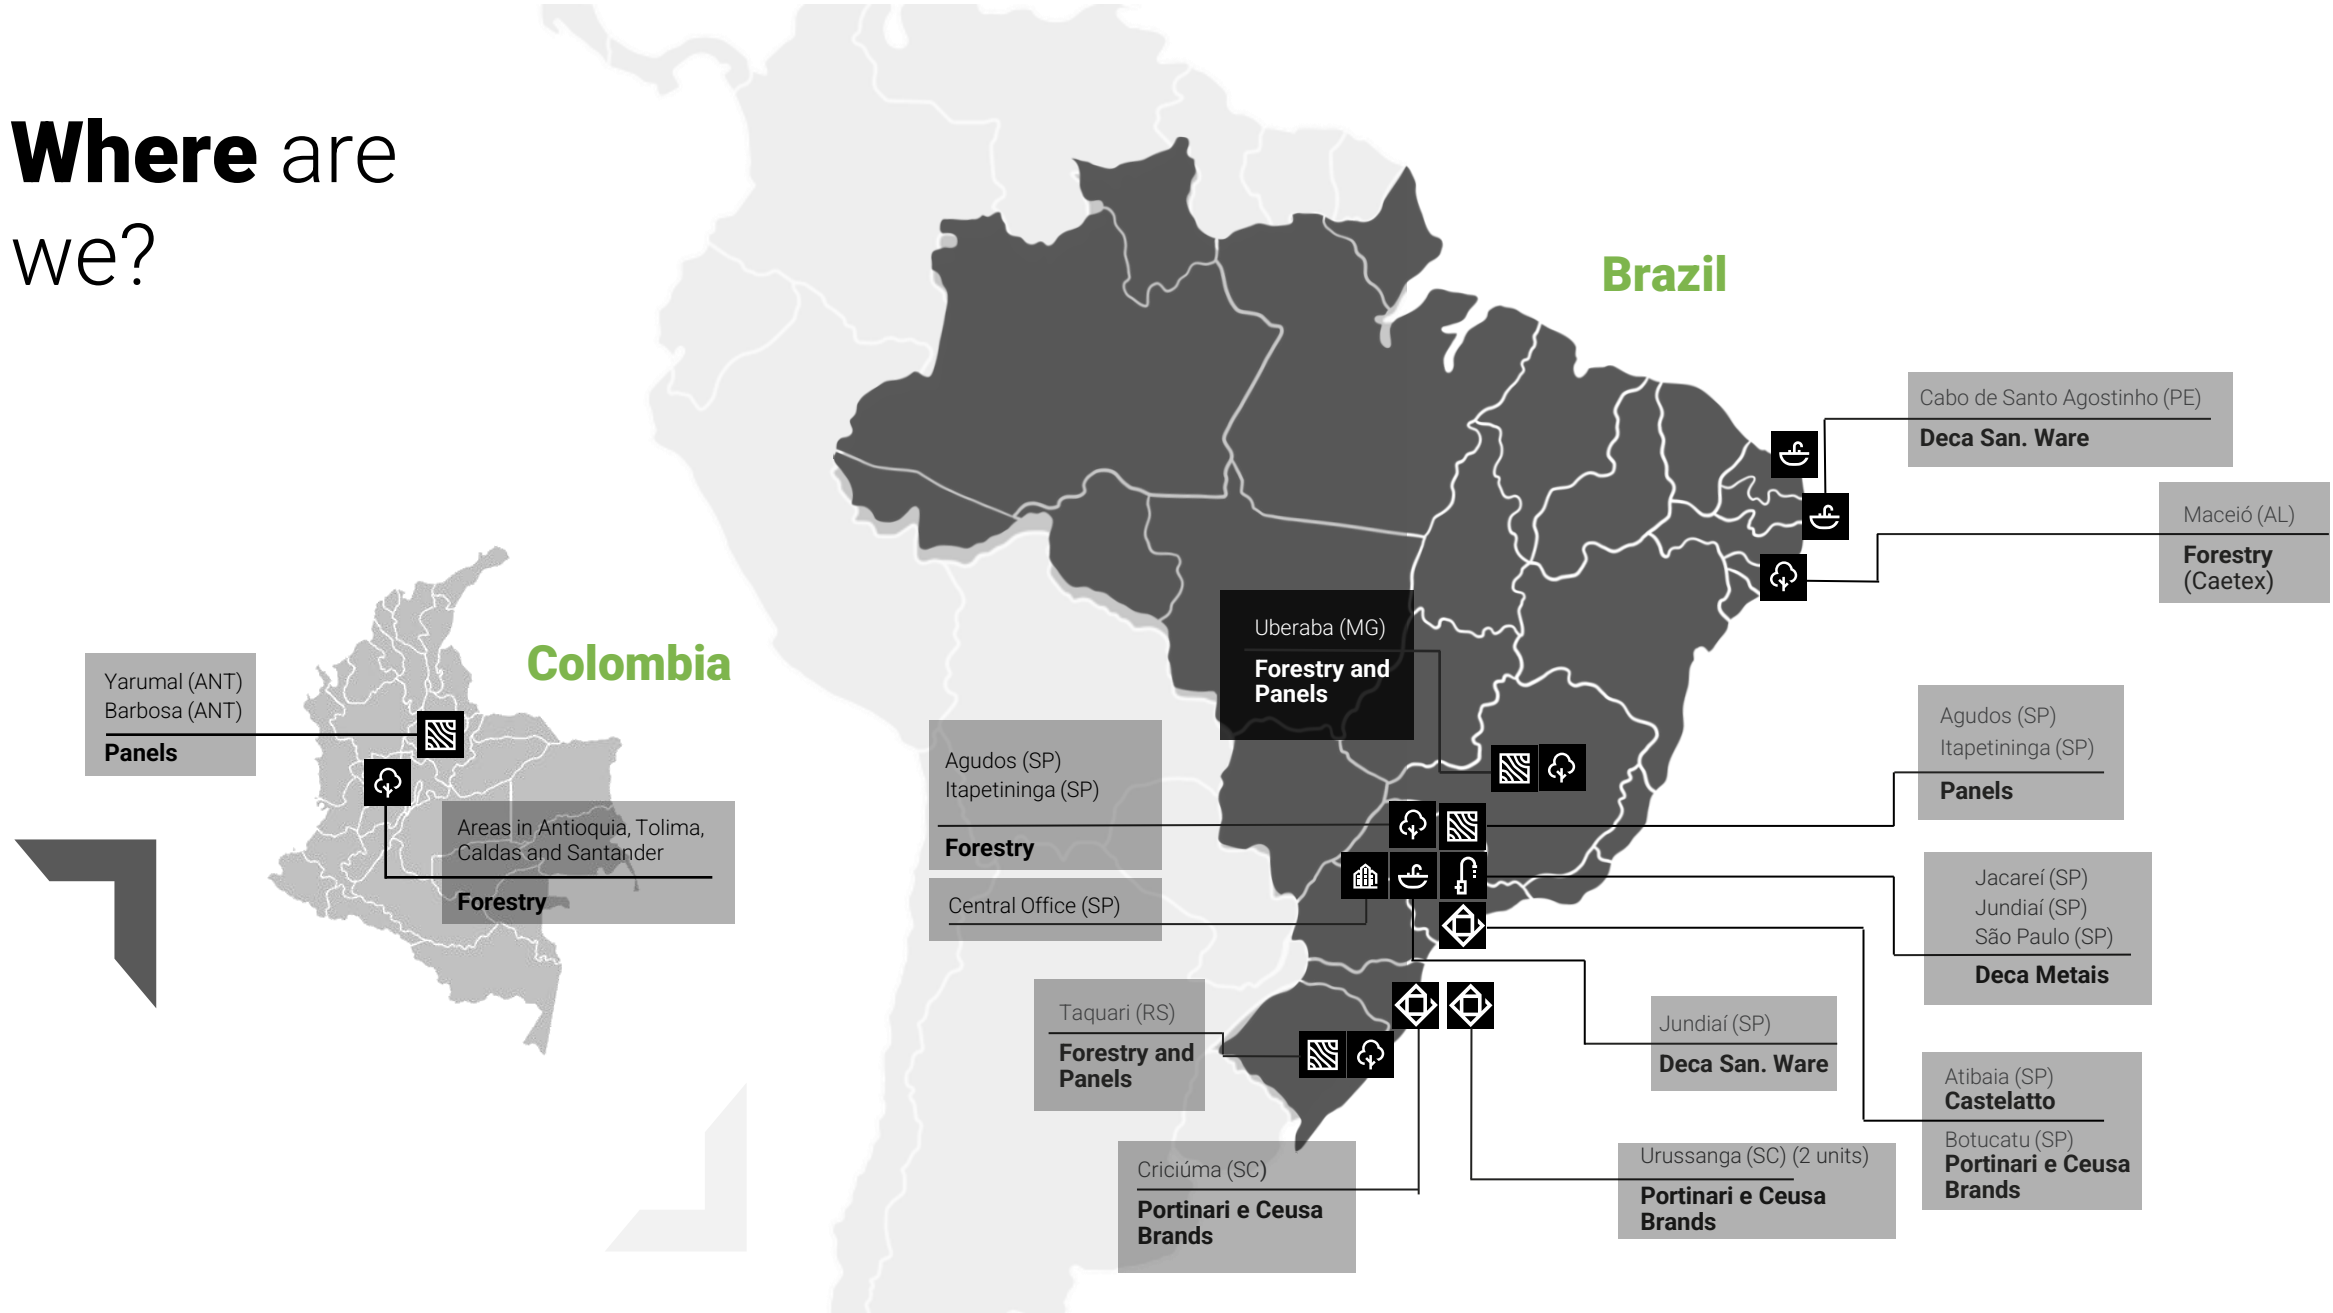 Where are
we?
Brazil
Cabo de Santo Agostinho (PE)
Deca San. Ware
Maceió (AL)
Forestry
(Caetex)
Uberaba (MG)
Forestry and
Panels
Colombia
Yarumal (ANT)
Barbosa (ANT)
Panels
Areas in Antioquia, Tolima,
Caldas and Santander
Forestry
Agudos (SP)
Itapetininga (SP)
Forestry
Central Office (SP)
Agudos (SP)
Itapetininga (SP)
Panels
Jacareí (SP)
Jundiaí (SP)
São Paulo (SP)
Deca Metais
Taquari (RS)
Forestry and
Panels
Jundiaí (SP)
Deca San. Ware
Atibaia (SP)
Castelatto
Botucatu (SP)
Portinari e Ceusa
Brands
Criciúma (SC)
Portinari e Ceusa
Brands
Urussanga (SC) (2 units)
Portinari e Ceusa
Brands